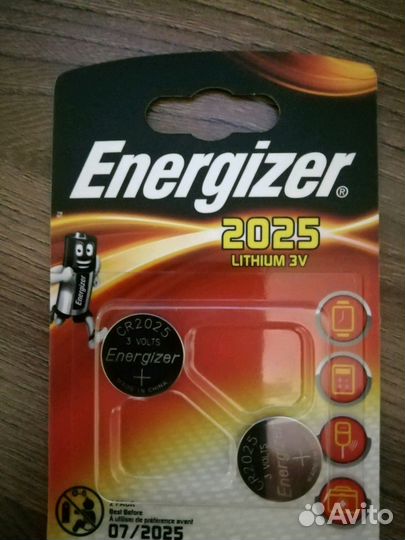 Energizer®
2025
LITHIUM 3V
Energizer
CR2025
3 VOLTS
Energizer
+
MADE IN CHINA
CR2025
3 VOLTS
Energizer
+
Best Before
À utiliser de préférence avant
07/2025
Avito